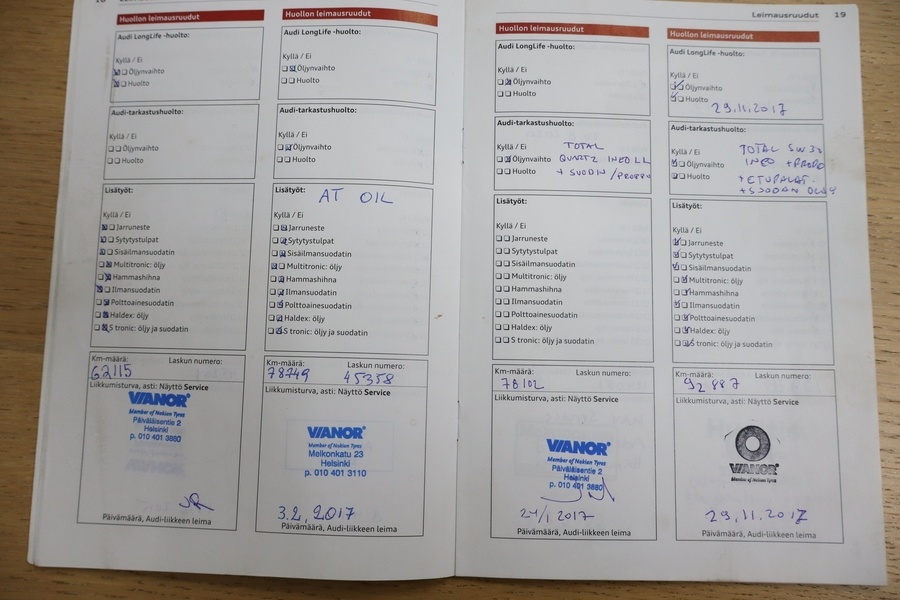 Huollon leimausruudut
Audi LongLife -huolto:
Kyllä / Ei
Öljynvaihto
Huolto
Audi-tarkastushuolto:
Kyllä / Ei
Öljynvaihto
Huolto
Lisätyöt:
Kyllä / Ei
Jarruneste
Sytytystulpat
Sisäilmansuodatin
Multitronic: öljy
Hammashihna
Ilmansuodatin
Polttoainesuodatin
Haldex: öljy
S tronic: öljy ja suodatin
Km-määrä: Laskun numero:
62115
Liikkumisturva, asti: Näyttö Service
VIANOR
Member of Nokian Tyres
Päiväläisentie 2
Helsinki
p. 010 401 3880
Päivämäärä, Audi-liikkeen leima
Huollon leimausruudut
Audi LongLife -huolto:
Kyllä / Ei
Öljynvaihto
Huolto
Audi-tarkastushuolto:
Kyllä / Ei
Öljynvaihto
Huolto
Lisätyöt:
AT OIL
Kyllä / Ei
Jarruneste
Sytytystulpat
Sisäilmansuodatin
Multitronic: öljy
Hammashihna
Ilmansuodatin
Polttoainesuodatin
Haldex: öljy
S tronic: öljy ja suodatin
Km-määrä: Laskun numero:
78749 45358
Liikkumisturva, asti: Näyttö Service
VIANOR
Member of Nokian Tyres
Melkonkatu 23
Helsinki
p. 010 401 3110
3.2.2017
Päivämäärä, Audi-liikkeen leima
Leimausruudut 19
Huollon leimausruudut
Audi LongLife -huolto:
Kyllä / Ei
Öljynvaihto
Huolto
Audi-tarkastushuolto:
Kyllä / Ei TOTAL
Öljynvaihto QUARTZ INEO LL
Huolto + SUODIN /
Lisätyöt:
Kyllä / Ei
Jarruneste
Sytytystulpat
Sisäilmansuodatin
Multitronic: öljy
Hammashihna
Ilmansuodatin
Polttoainesuodatin
Haldex: öljy
S tronic: öljy ja suodatin
Km-määrä: Laskun numero:
78102
Liikkumisturva, asti: Näyttö Service
VIANOR
Member of Nokian Tyres
Päiväläisentie 2
Helsinki
p. 010 401 3880
24/1 2017
Päivämäärä, Audi-liikkeen leima
Huollon leimausruudut
Audi LongLife -huolto:
Kyllä / Ei
Öljynvaihto
Huolto
29.11.2017
Audi-tarkastushuolto:
Kyllä / Ei TOTAL 5W30
Öljynvaihto INEO
Huolto + ETUPALAT
Lisätyöt:
Kyllä / Ei
Jarruneste
Sytytystulpat
Sisäilmansuodatin
Multitronic: öljy
Hammashihna
Ilmansuodatin
Polttoainesuodatin
Haldex: öljy
S tronic: öljy ja suodatin
Km-määrä: Laskun numero:
92887
Liikkumisturva, asti: Näyttö Service
VIANOR
Member of Nokian Tyres
29.11.2017
Päivämäärä, Audi-liikkeen leima